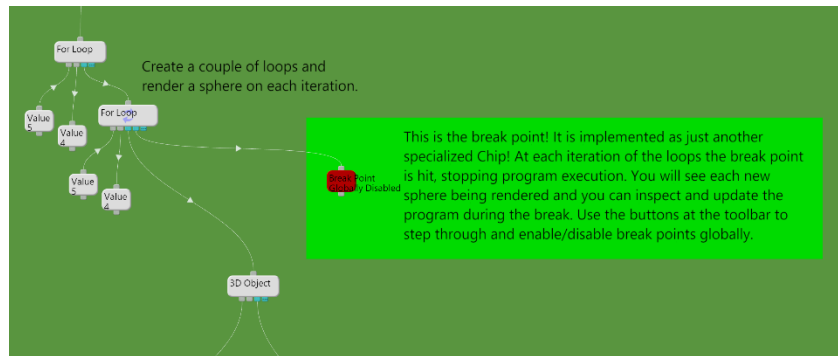 For Loop
Create a couple of loops and
render a sphere on each iteration.
For Loop
Value
5
Value
4
This is the break point! It is implemented as just another
specialized Chip! At each iteration of the loops the break point
is hit, stopping program execution. You will see each new
sphere being rendered and you can inspect and update the
program during the break. Use the buttons at the toolbar to
step through and enable/disable break points globally.
Break Point
Globally Disabled
Value
5
Value
4
3D Object